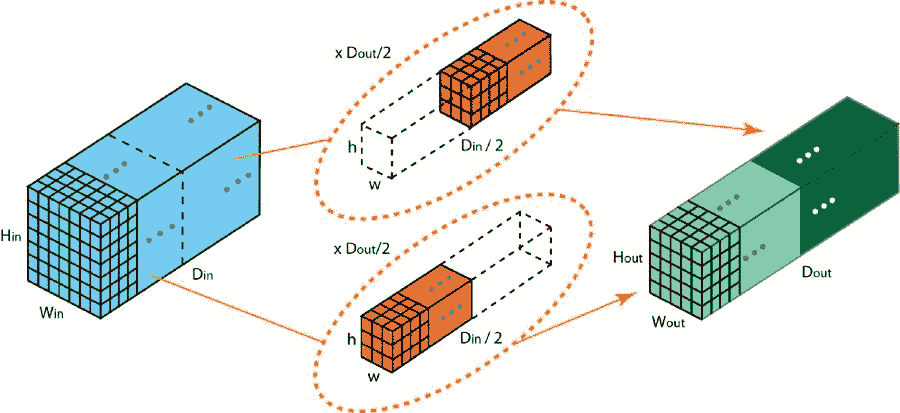 x Dout/2
h
w
Din / 2
Hin
Win
Din
x Dout/2
h
w
Din / 2
Hout
Wout
Dout